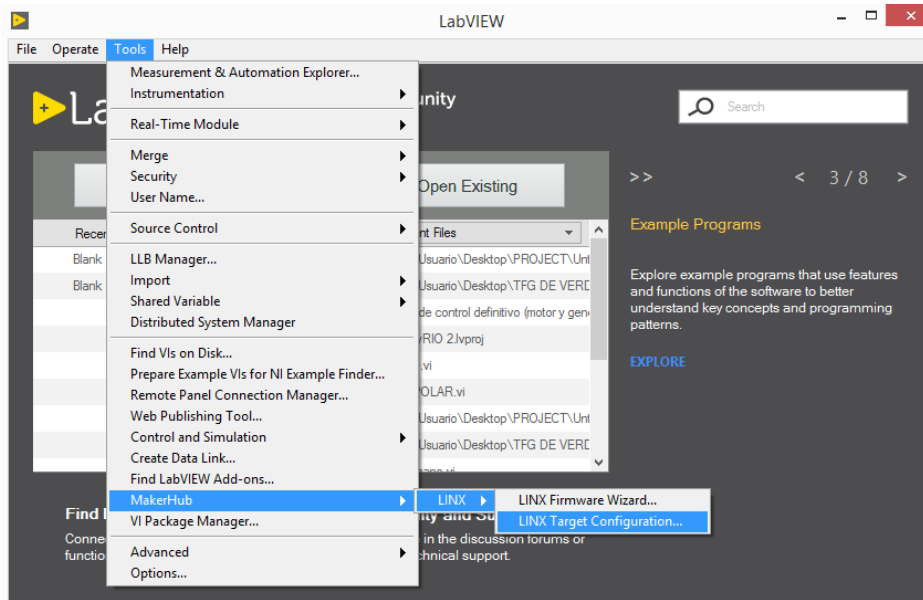 LabVIEW
File Operate Tools Help
Measurement & Automation Explorer...
Instrumentation
Real-Time Module
Merge
Security
User Name...
Source Control
LLB Manager...
Import
Shared Variable
Distributed System Manager
Find VIs on Disk...
Prepare Example VIs for NI Example Finder...
Remote Panel Connection Manager...
Web Publishing Tool...
Control and Simulation
Create Data Link...
Find LabVIEW Add-ons...
MakerHub
VI Package Manager...
Advanced
Options...
LINX
LINX Firmware Wizard...
LINX Target Configuration...
La
unity
Search
Open Existing
Recen
nt Files
Blank
Usuario\Desktop\PROJECT\Unt
Blank
Usuario\Desktop\TFG DE VERD
de control definitivo (motor y gene
RIO 2.lvproj
.vi
OLAR.vi
Usuario\Desktop\PROJECT\Unt
Usuario\Desktop\TFG DE VERD
>> < 3 / 8 >
Example Programs
Explore example programs that use features
and functions of the software to better
understand key concepts and programming
patterns.
EXPLORE
Find
ity and Su
Connec
in the discussion forums or
functio
chnical support.